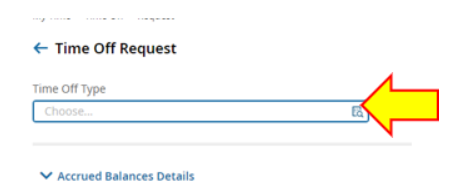 Time Off Request
Time Off Type
Choose...
Accrued Balances Details